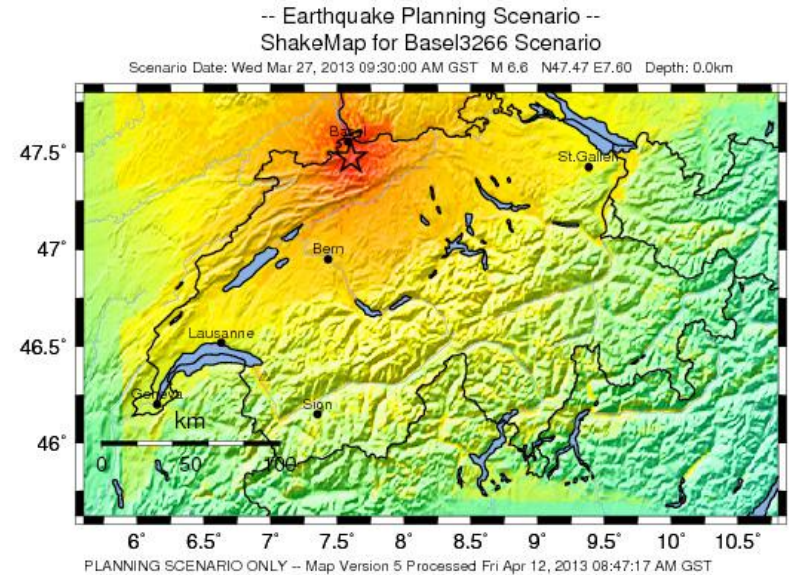 -- Earthquake Planning Scenario --
ShakeMap for Basel3266 Scenario
Scenario Date: Wed Mar 27, 2013 09:30:00 AM GST M 6.6 N47.47 E7.60 Depth: 0.0km
Basel
47.5°
St.Gallen
47°
Bern
46.5°
Lausanne
Geneva
Sion
km
46°
0 50 100
6° 6.5° 7° 7.5° 8° 8.5° 9° 9.5° 10° 10.5°
PLANNING SCENARIO ONLY -- Map Version 5 Processed Fri Apr 12, 2013 08:47:17 AM GST